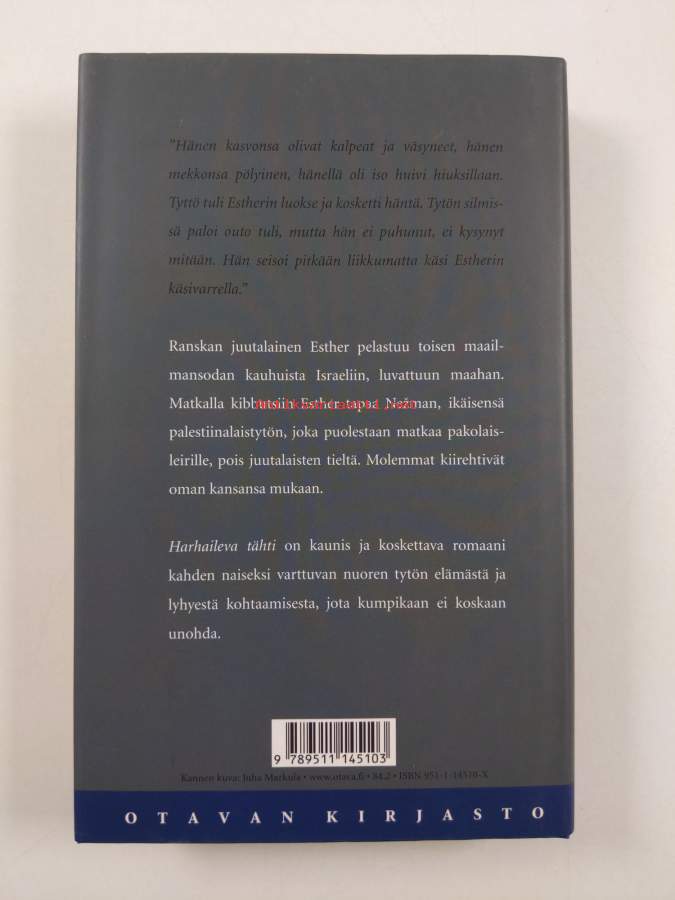 "Hänen kasvonsa olivat kalpeat ja väsyneet, hänen
mekkonsa pölyinen, hänellä oli iso huivi hiuksillaan.
Tyttö tuli Estherin luokse ja kosketti häntä. Tytön silmis-
sä paloi outo tuli, mutta hän ei puhunut, ei kysynyt
mitään. Hän seisoi pitkään liikkumatta käsi Estherin
käsivarrella."
Ranskan juutalainen Esther pelastuu toisen maail-
mansodan kauhuista Israeliin, luvattuun maahan.
Matkalla kibbutsiin Esther tapaa Nejman, ikäisensä
palestiinalaistytön, joka puolestaan matkaa pakolais-
leirille, pois juutalaisten tieltä. Molemmat kiirehtivät
oman kansansa mukaan.
Harhaileva tähti on kaunis ja koskettava romaani
kahden naiseksi varttuvan nuoren tytön elämästä ja
lyhyestä kohtaamisesta, jota kumpikaan ei koskaan
unohda.
9 789511 145103
Kannen kuva: Juha Markula • www.otava.fi • 84.2 • ISBN 951-1-14510-X
OTAVAN KIRJASTO